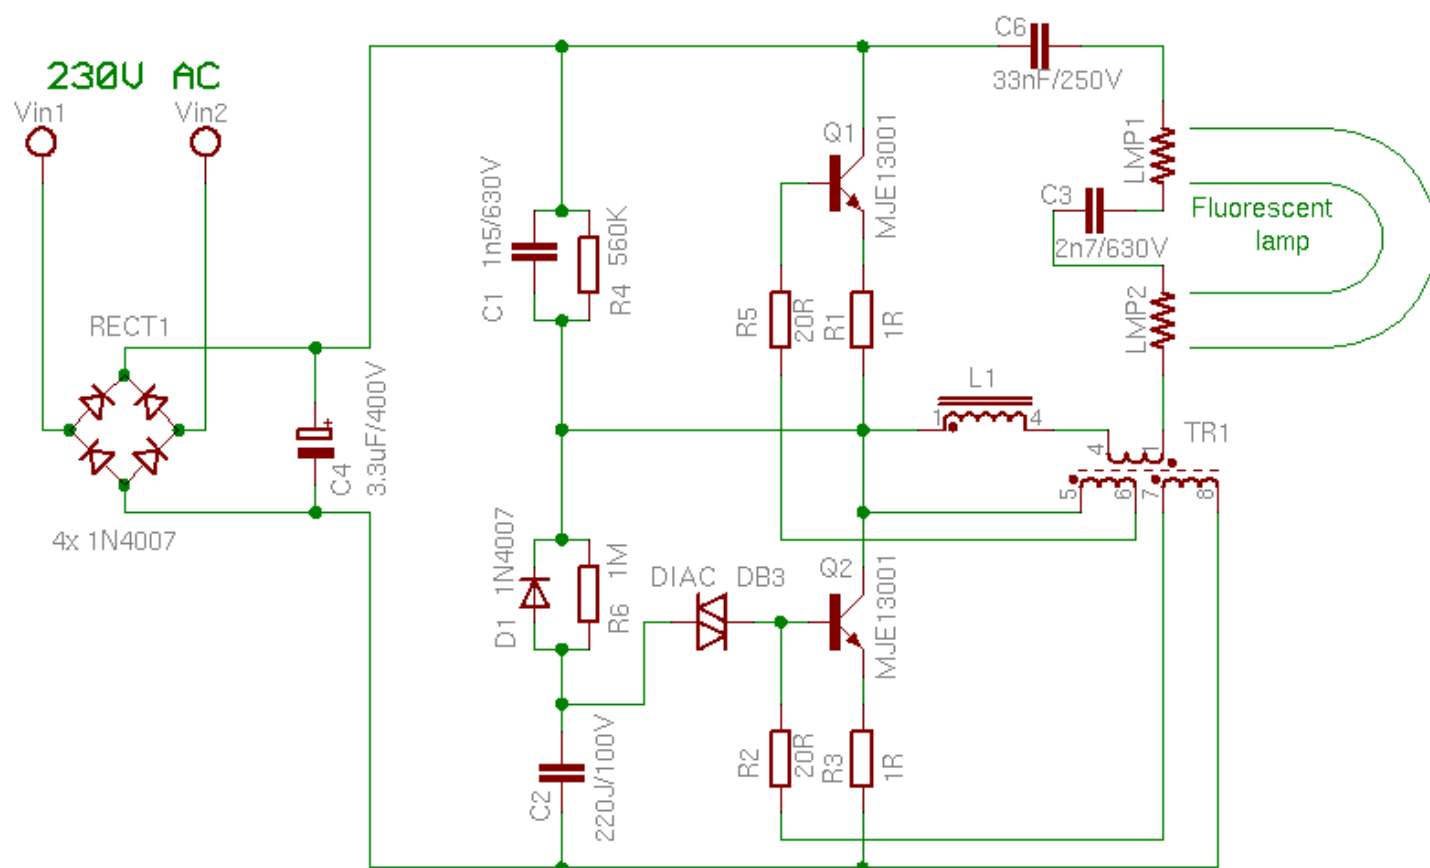 230V AC
Vin1
Vin2
RECT1
4x 1N4007
C4
3.3uF/400V
+
C1
1n5/630V
R4
560K
D1
1N4007
R6
1M
C2
220J/100V
DIAC
DB3
Q1
MJE13001
R5
20R
R1
1R
Q2
MJE13001
R2
20R
R3
1R
L1
1
4
C6
33nF/250V
LMP1
C3
2n7/630V
LMP2
Fluorescent
lamp
TR1
4
1
5
6
7
8